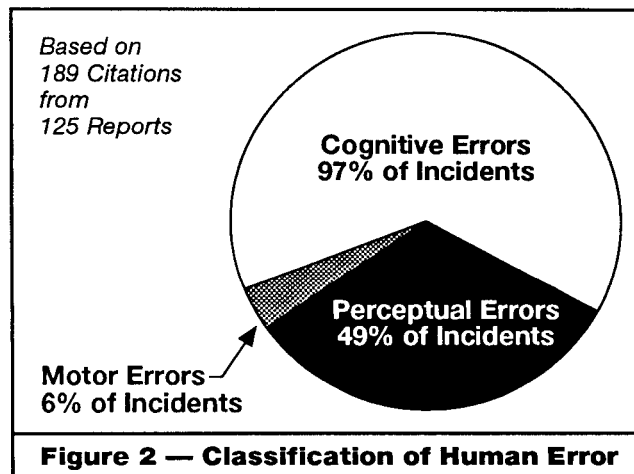 Based on
189 Citations
from
125 Reports
Cognitive Errors
97% of Incidents
Perceptual Errors
49% of Incidents
Motor Errors
6% of Incidents
Figure 2 — Classification of Human Error